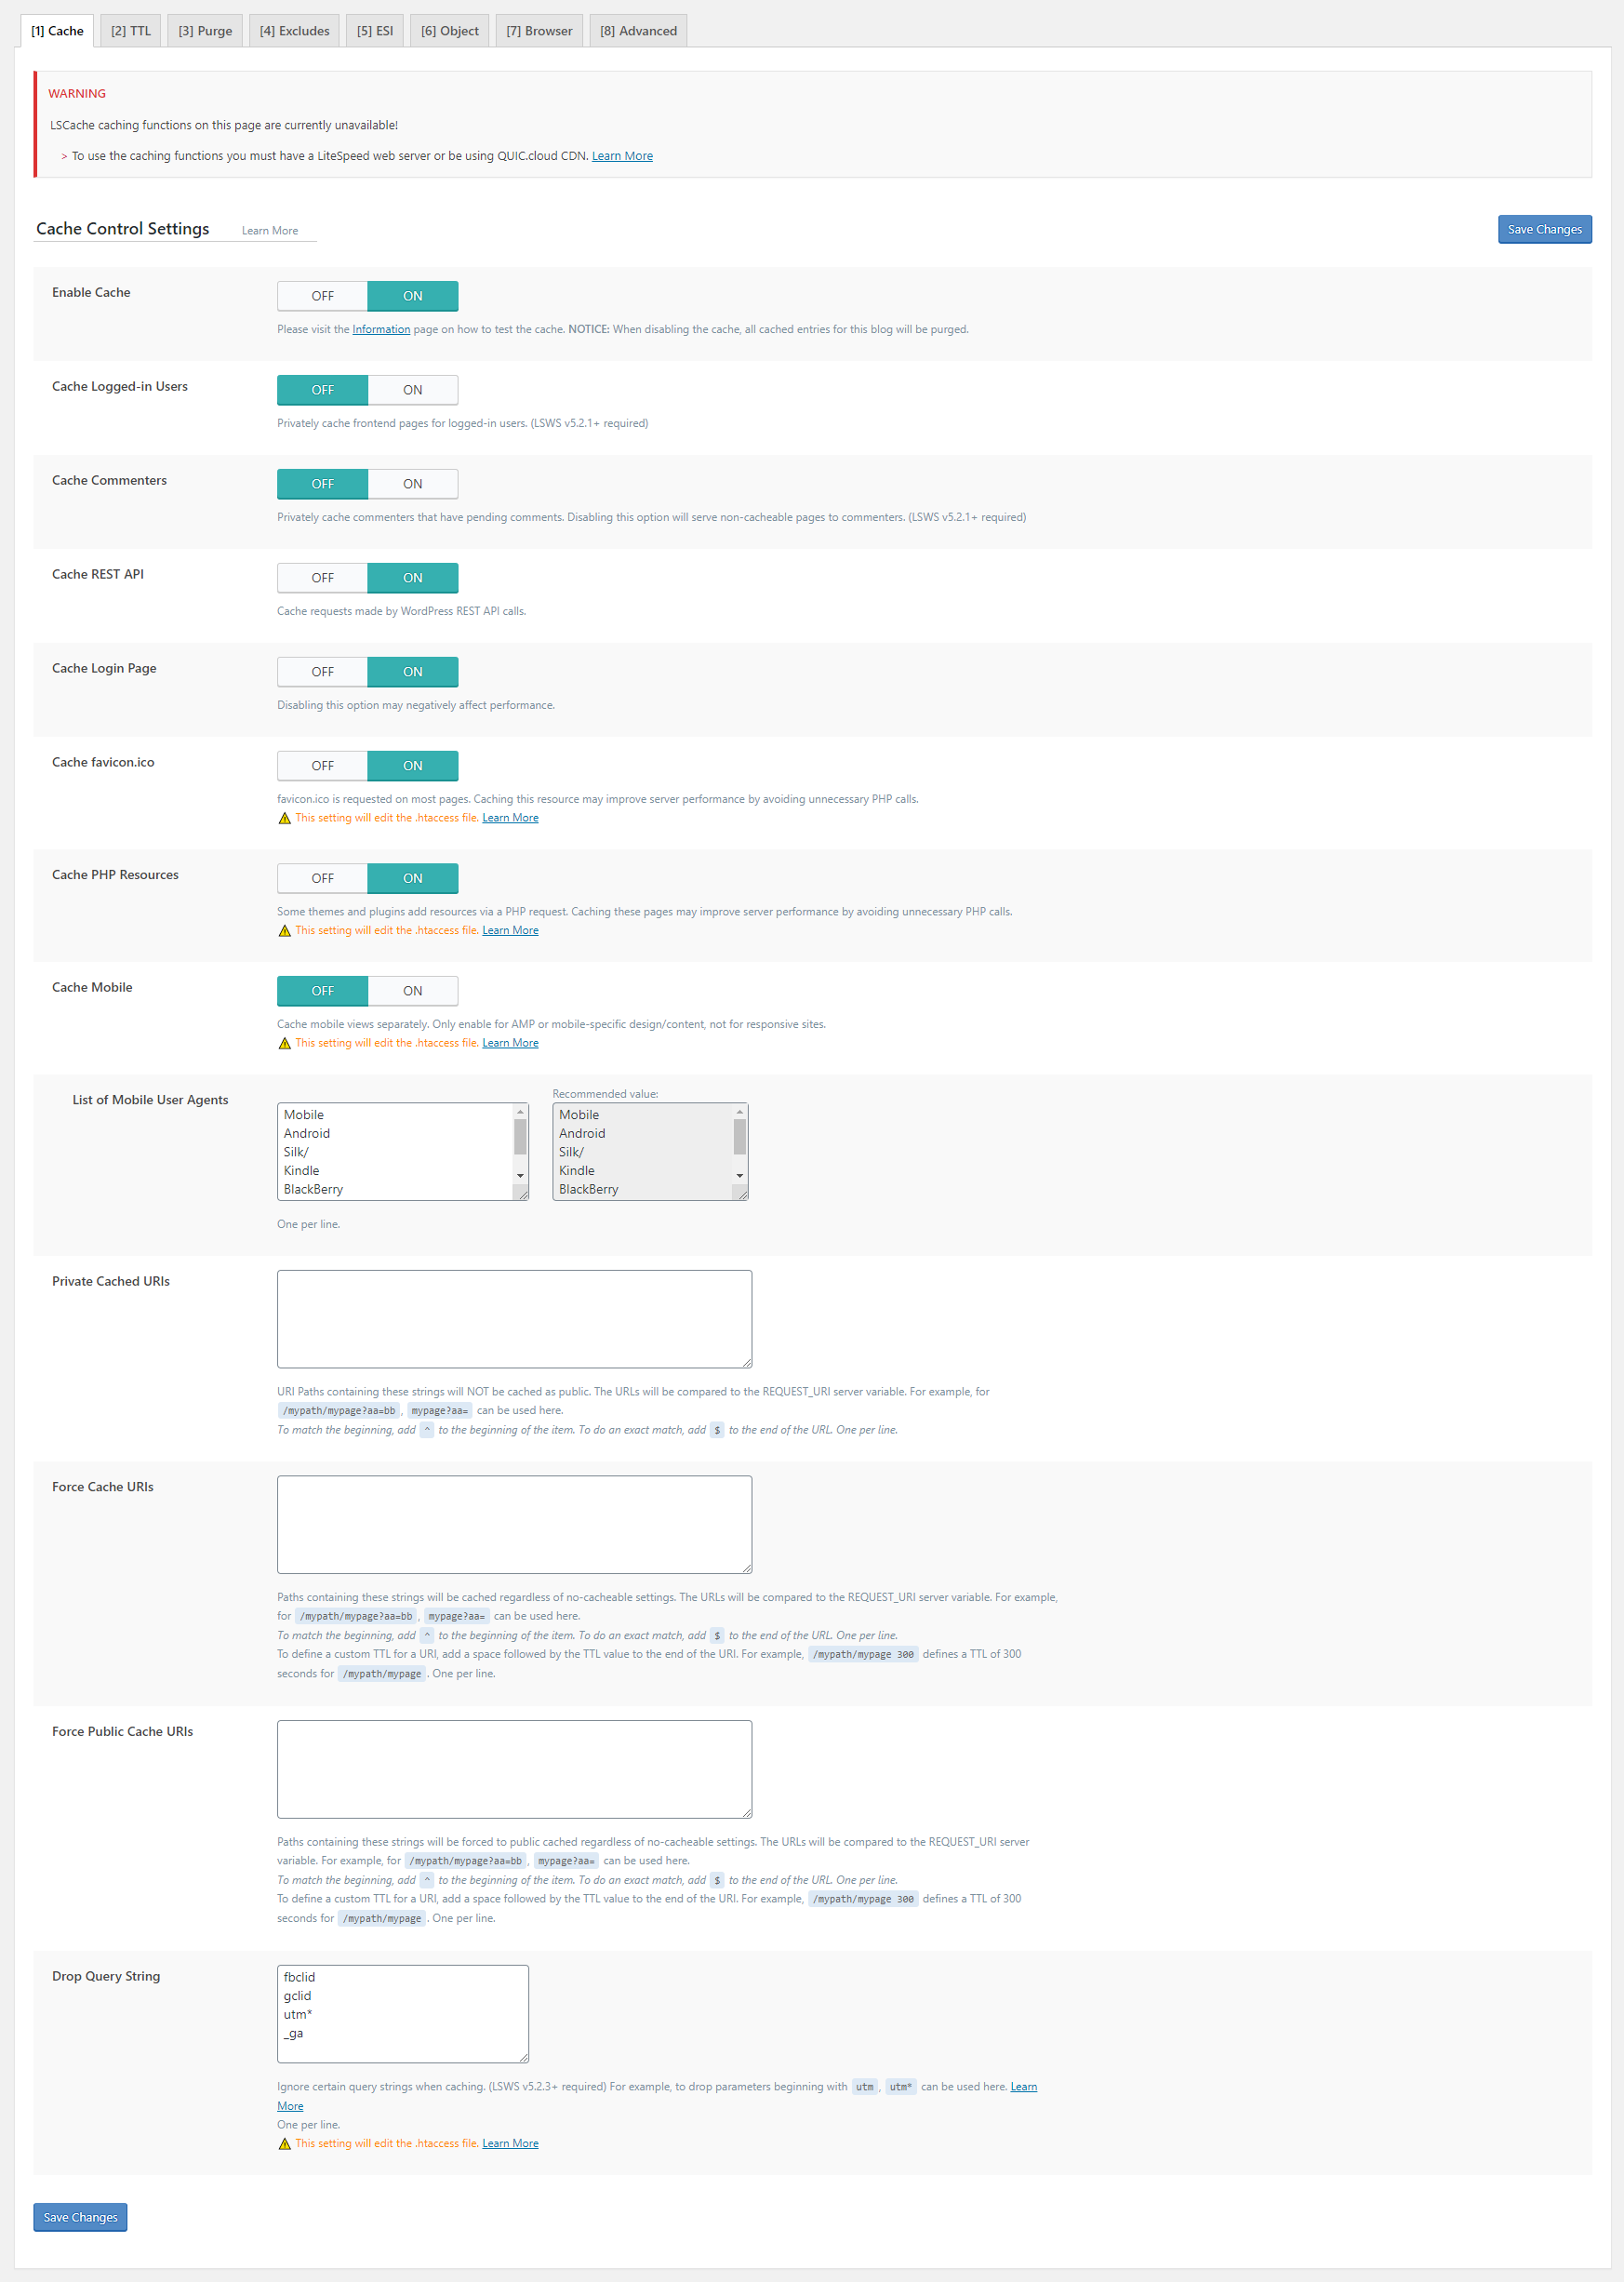 [1] Cache [2] TTL [3] Purge [4] Excludes [5] ESI [6] Object [7] Browser [8] Advanced
WARNING
LSCache caching functions on this page are currently unavailable!
> To use the caching functions you must have a LiteSpeed web server or be using QUIC.cloud CDN. Learn More
Cache Control Settings Learn More Save Changes
Enable Cache OFF ON
Please visit the Information page on how to test the cache. NOTICE: When disabling the cache, all cached entries for this blog will be purged.
Cache Logged-in Users OFF ON
Privately cache frontend pages for logged-in users. (LSWS v5.2.1+ required)
Cache Commenters OFF ON
Privately cache commenters that have pending comments. Disabling this option will serve non-cacheable pages to commenters. (LSWS v5.2.1+ required)
Cache REST API OFF ON
Cache requests made by WordPress REST API calls.
Cache Login Page OFF ON
Disabling this option may negatively affect performance.
Cache favicon.ico OFF ON
favicon.ico is requested on most pages. Caching this resource may improve server performance by avoiding unnecessary PHP calls.
This setting will edit the .htaccess file. Learn More
Cache PHP Resources OFF ON
Some themes and plugins add resources via a PHP request. Caching these pages may improve server performance by avoiding unnecessary PHP calls.
This setting will edit the .htaccess file. Learn More
Cache Mobile OFF ON
Cache mobile views separately. Only enable for AMP or mobile-specific design/content, not for responsive sites.
This setting will edit the .htaccess file. Learn More
List of Mobile User Agents Recommended value:
Mobile Mobile
Android Android
Silk/ Silk/
Kindle Kindle
BlackBerry BlackBerry
One per line.
Private Cached URIs
URI Paths containing these strings will NOT be cached as public. The URLs will be compared to the REQUEST_URI server variable. For example, for
/mypath/mypage?aa=bb , mypage?aa= can be used here.
To match the beginning, add ^ to the beginning of the item. To do an exact match, add $ to the end of the URL. One per line.
Force Cache URIs
Paths containing these strings will be cached regardless of no-cacheable settings. The URLs will be compared to the REQUEST_URI server variable. For example,
for /mypath/mypage?aa=bb , mypage?aa= can be used here.
To match the beginning, add ^ to the beginning of the item. To do an exact match, add $ to the end of the URL. One per line.
To define a custom TTL for a URI, add a space followed by the TTL value to the end of the URI. For example, /mypath/mypage 300 defines a TTL of 300
seconds for /mypath/mypage . One per line.
Force Public Cache URIs
Paths containing these strings will be forced to public cached regardless of no-cacheable settings. The URLs will be compared to the REQUEST_URI server
variable. For example, for /mypath/mypage?aa=bb , mypage?aa= can be used here.
To match the beginning, add ^ to the beginning of the item. To do an exact match, add $ to the end of the URL. One per line.
To define a custom TTL for a URI, add a space followed by the TTL value to the end of the URI. For example, /mypath/mypage 300 defines a TTL of 300
seconds for /mypath/mypage . One per line.
Drop Query String
fbclid
gclid
utm*
_ga
Ignore certain query strings when caching. (LSWS v5.2.3+ required) For example, to drop parameters beginning with utm , utm* can be used here. Learn
More
One per line.
This setting will edit the .htaccess file. Learn More
Save Changes